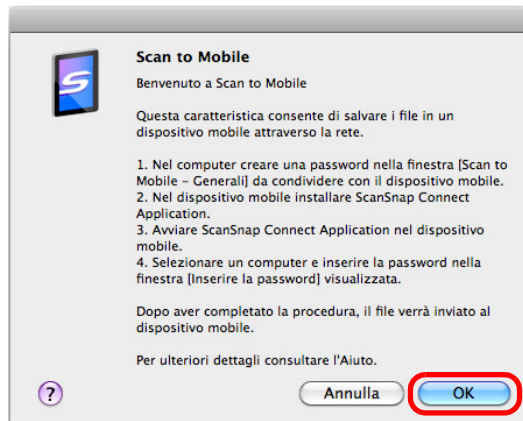 Scan to Mobile
Benvenuto a Scan to Mobile
Questa caratteristica consente di salvare i file in un
dispositivo mobile attraverso la rete.
1. Nel computer creare una password nella finestra [Scan to
Mobile – Generali] da condividere con il dispositivo mobile.
2. Nel dispositivo mobile installare ScanSnap Connect
Application.
3. Avviare ScanSnap Connect Application nel dispositivo
mobile.
4. Selezionare un computer e inserire la password nella
finestra [Inserire la password] visualizzata.
Dopo aver completato la procedura, il file verrà inviato al
dispositivo mobile.
Per ulteriori dettagli consultare l'Aiuto.
? Annulla OK